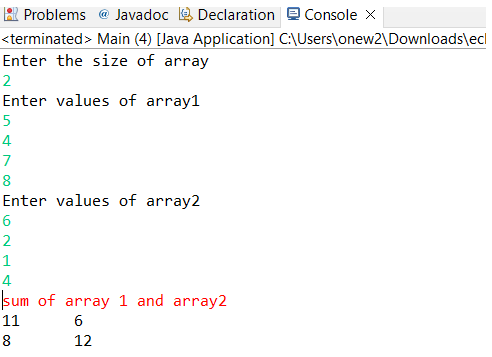 Problems @ Javadoc Declaration Console
<terminated> Main (4) [Java Application] C:\Users\onew2\Downloads\ecl
Enter the size of array
2
Enter values of array1
5
4
7
8
Enter values of array2
6
2
1
4
sum of array 1 and array2
11 6
8 12